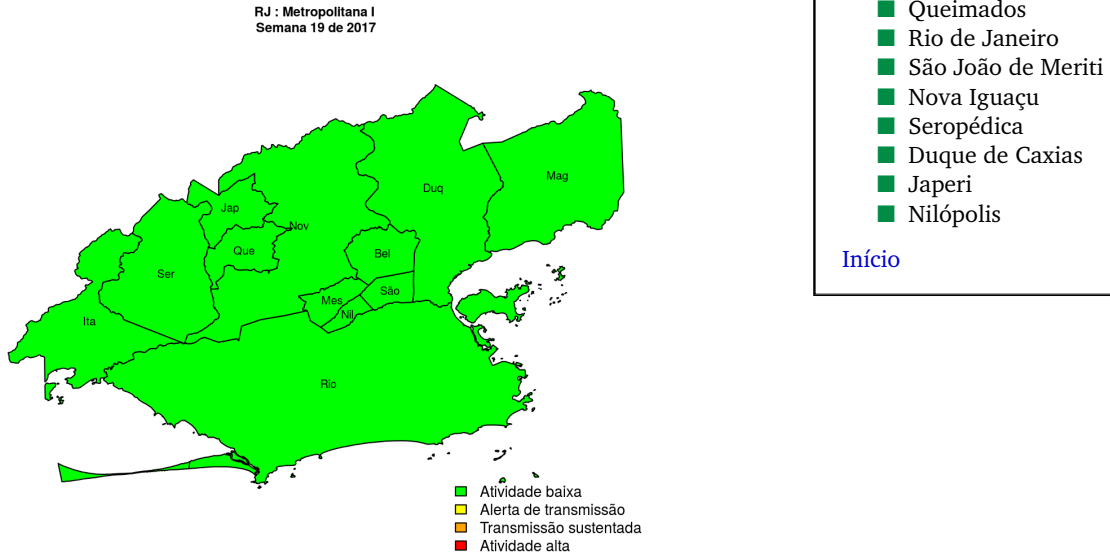 RJ : Metropolitana I
Semana 19 de 2017
Mag
Duq
Jap
Nov
Que
Bel
Ser
São
Mes
Nil
Ita
Rio
Atividade baixa
Alerta de transmissão
Transmissão sustentada
Atividade alta
Queimados
Rio de Janeiro
São João de Meriti
Nova Iguaçu
Seropédica
Duque de Caxias
Japeri
Nilópolis
Início